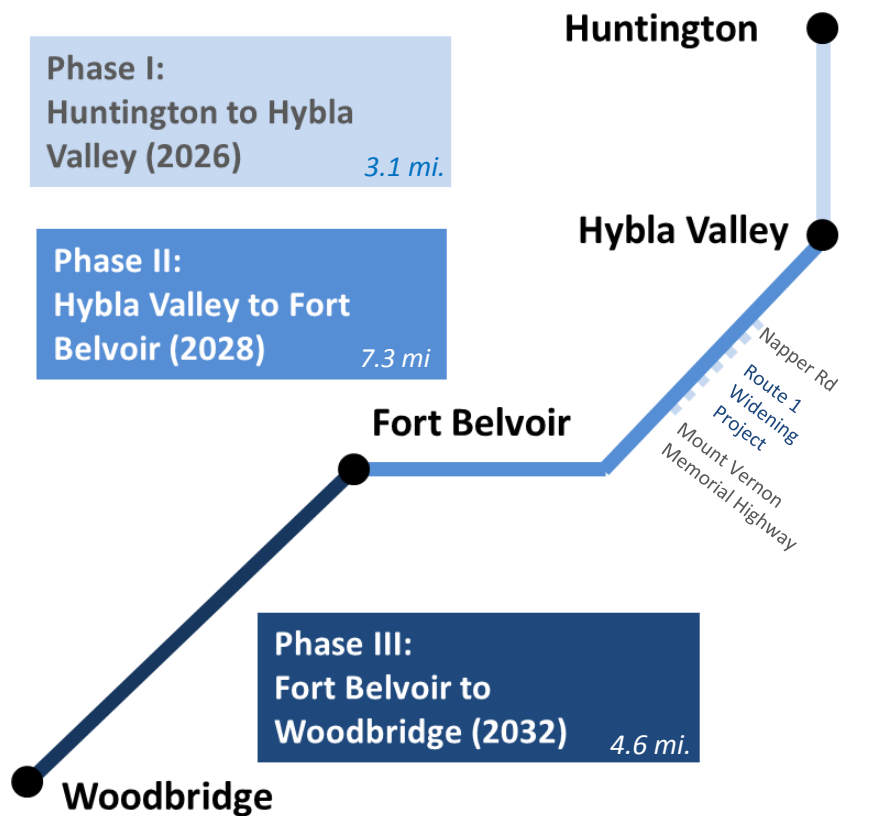 Huntington
Phase I:
Huntington to Hybla
Valley (2026)
3.1 mi.
Hybla Valley
Phase II:
Hybla Valley to Fort
Belvoir (2028)
7.3 mi
Napper Rd
Route 1
Widening
Project
Mount Vernon
Memorial Highway
Fort Belvoir
Phase III:
Fort Belvoir to
Woodbridge (2032)
4.6 mi.
Woodbridge